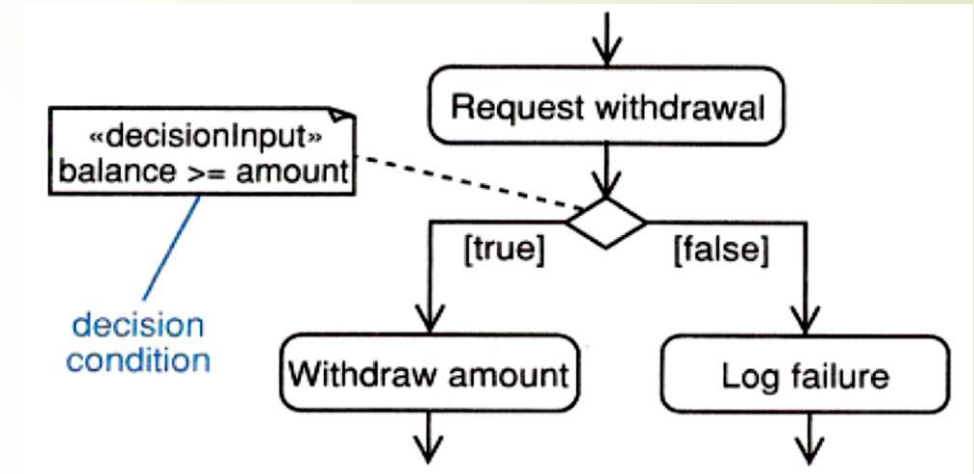 Request withdrawal
«decisionInput»
balance >= amount
[true]
[false]
decision
condition
Withdraw amount
Log failure